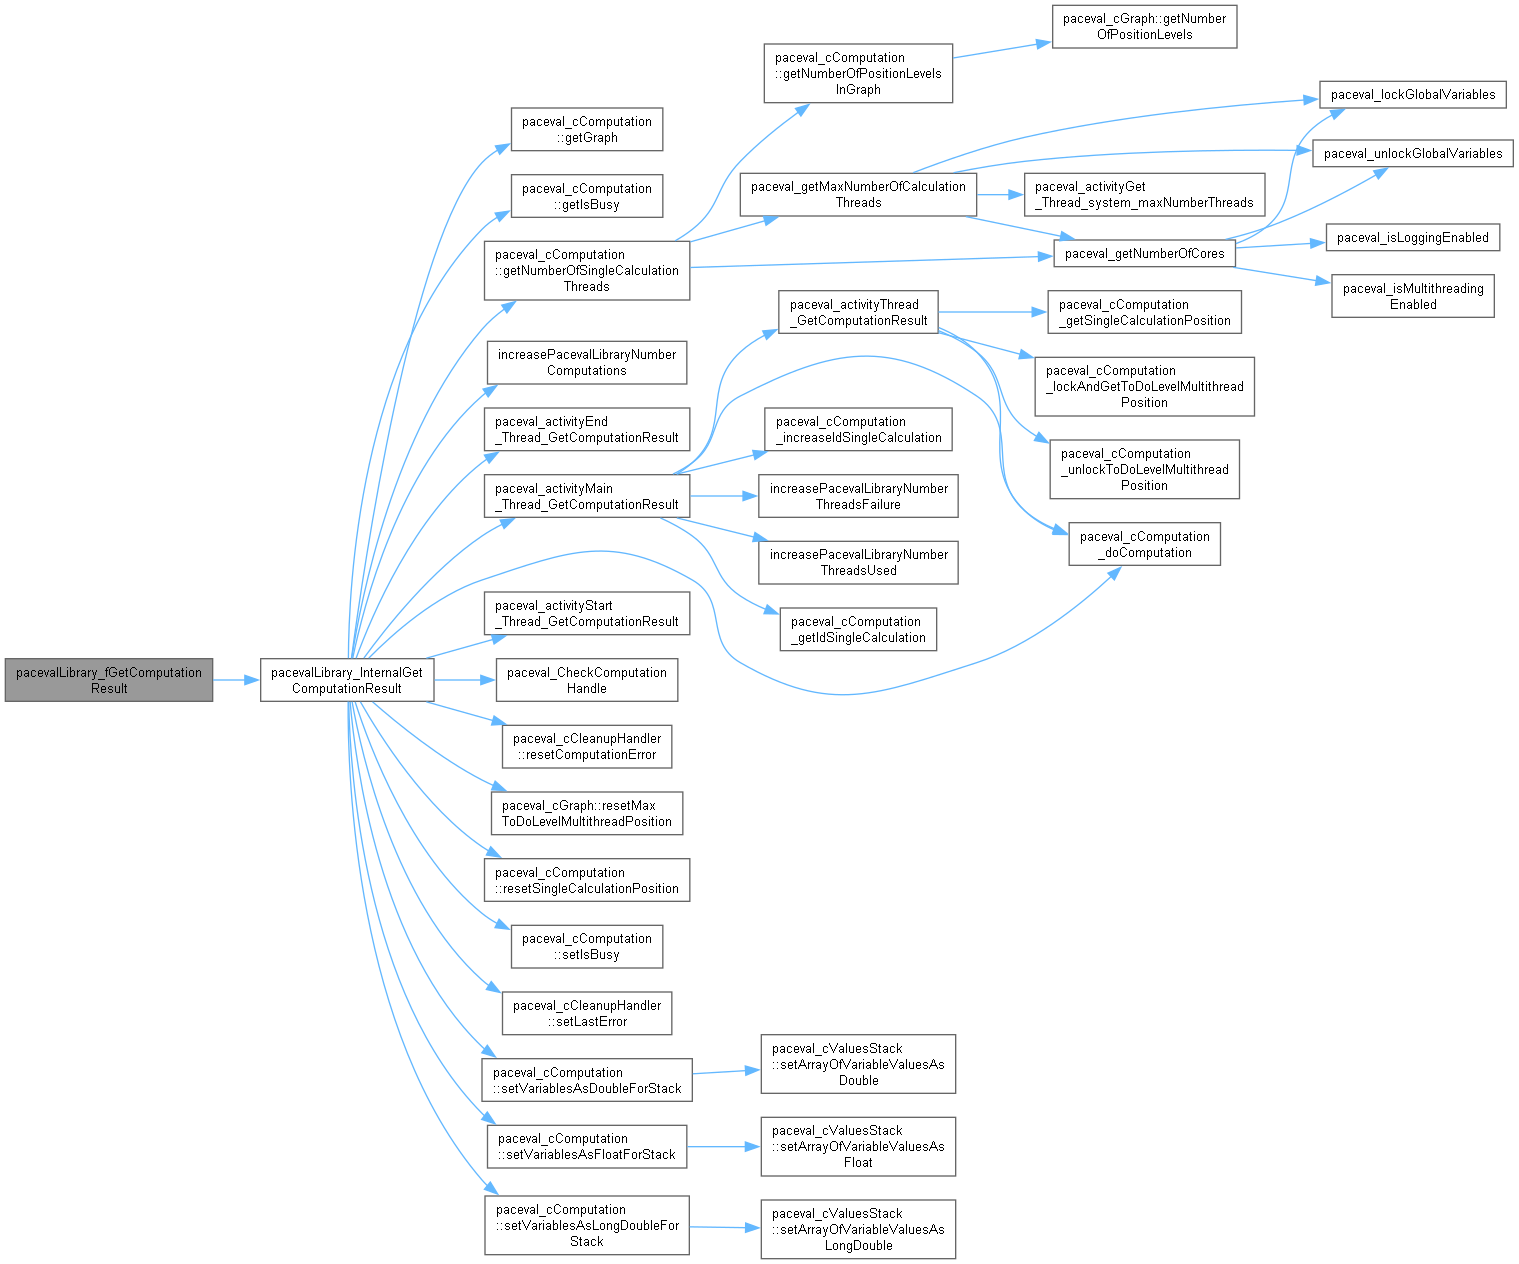 pacevalLibrary_fGetComputation
Result
pacevalLibrary_InternalGet
ComputationResult
paceval_cComputation
::getGraph
paceval_cComputation
::getIsBusy
paceval_cComputation
::getNumberOfSingleCalculation
Threads
increasePacevalLibraryNumber
Computations
paceval_activityEnd
_Thread_GetComputationResult
paceval_activityMain
_Thread_GetComputationResult
paceval_activityStart
_Thread_GetComputationResult
paceval_CheckComputation
Handle
paceval_cCleanupHandler
::resetComputationError
paceval_cGraph::resetMax
ToDoLevelMultithreadPosition
paceval_cComputation
::resetSingleCalculationPosition
paceval_cComputation
::setIsBusy
paceval_cCleanupHandler
::setLastError
paceval_cComputation
::setVariablesAsDoubleForStack
paceval_cComputation
::setVariablesAsFloatForStack
paceval_cComputation
::setVariablesAsLongDoubleFor
Stack
paceval_cComputation
::getNumberOfPositionLevels
InGraph
paceval_getMaxNumberOfCalculation
Threads
paceval_activityThread
_GetComputationResult
paceval_cComputation
_increaseIdSingleCalculation
increasePacevalLibraryNumber
ThreadsFailure
increasePacevalLibraryNumber
ThreadsUsed
paceval_cComputation
_getIdSingleCalculation
paceval_cValuesStack
::setArrayOfVariableValuesAs
Double
paceval_cValuesStack
::setArrayOfVariableValuesAs
Float
paceval_cValuesStack
::setArrayOfVariableValuesAs
LongDouble
paceval_cGraph::getNumber
OfPositionLevels
paceval_activityGet
_Thread_system_maxNumberThreads
paceval_getNumberOfCores
paceval_cComputation
_getSingleCalculationPosition
paceval_cComputation
_lockAndGetToDoLevelMultithread
Position
paceval_cComputation
_unlockToDoLevelMultithread
Position
paceval_cComputation
_doComputation
paceval_lockGlobalVariables
paceval_unlockGlobalVariables
paceval_isLoggingEnabled
paceval_isMultithreading
Enabled